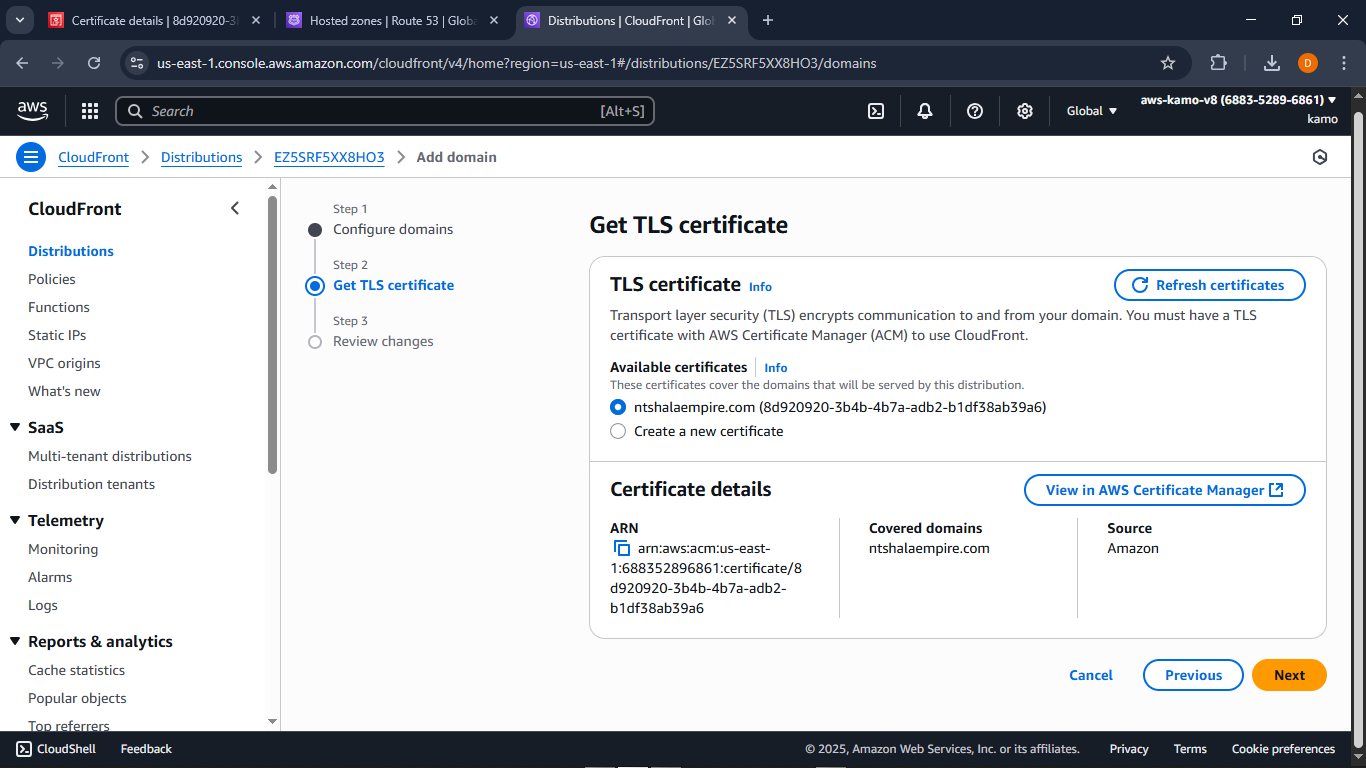 Certificate details | 8d920920-3
Hosted zones | Route 53 | Globa
Distributions | CloudFront | Glo
us-east-1.console.aws.amazon.com/cloudfront/v4/home?region=us-east-1#/distributions/EZ5SRF5XX8HO3/domains
D
aws
Search
[Alt+S]
Global
aws-kamo-v8 (6883-5289-6861)
kamo
CloudFront
Distributions
EZ5SRF5XX8HO3
Add domain
CloudFront
Distributions
Policies
Functions
Static IPs
VPC origins
What's new
SaaS
Multi-tenant distributions
Distribution tenants
Telemetry
Monitoring
Alarms
Logs
Reports & analytics
Cache statistics
Popular objects
Top referrers
Step 1
Configure domains
Step 2
Get TLS certificate
Step 3
Review changes
Get TLS certificate
TLS certificate Info
Refresh certificates
Transport layer security (TLS) encrypts communication to and from your domain. You must have a TLS
certificate with AWS Certificate Manager (ACM) to use CloudFront.
Available certificates Info
These certificates cover the domains that will be served by this distribution.
ntshalaempire.com (8d920920-3b4b-4b7a-adb2-b1df38ab39a6)
Create a new certificate
Certificate details
View in AWS Certificate Manager
ARN
arn:aws:acm:us-east-
1:688352896861:certificate/8
d920920-3b4b-4b7a-adb2-
b1df38ab39a6
Covered domains
ntshalaempire.com
Source
Amazon
Cancel
Previous
Next
CloudShell
Feedback
© 2025, Amazon Web Services, Inc. or its affiliates.
Privacy
Terms
Cookie preferences